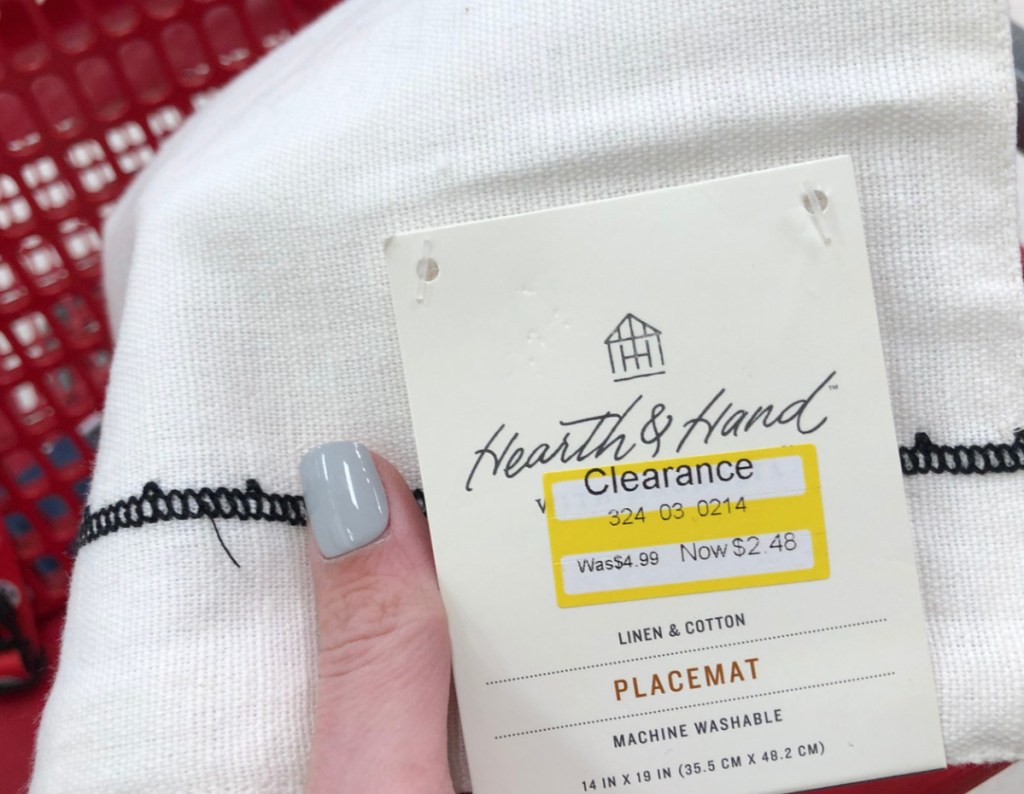 Hearth & Hand™
Clearance
324 03 0214
Was$4.99 Now $2.48
LINEN & COTTON
PLACEMAT
MACHINE WASHABLE
14 IN X 19 IN (35.5 CM X 48.2 CM)